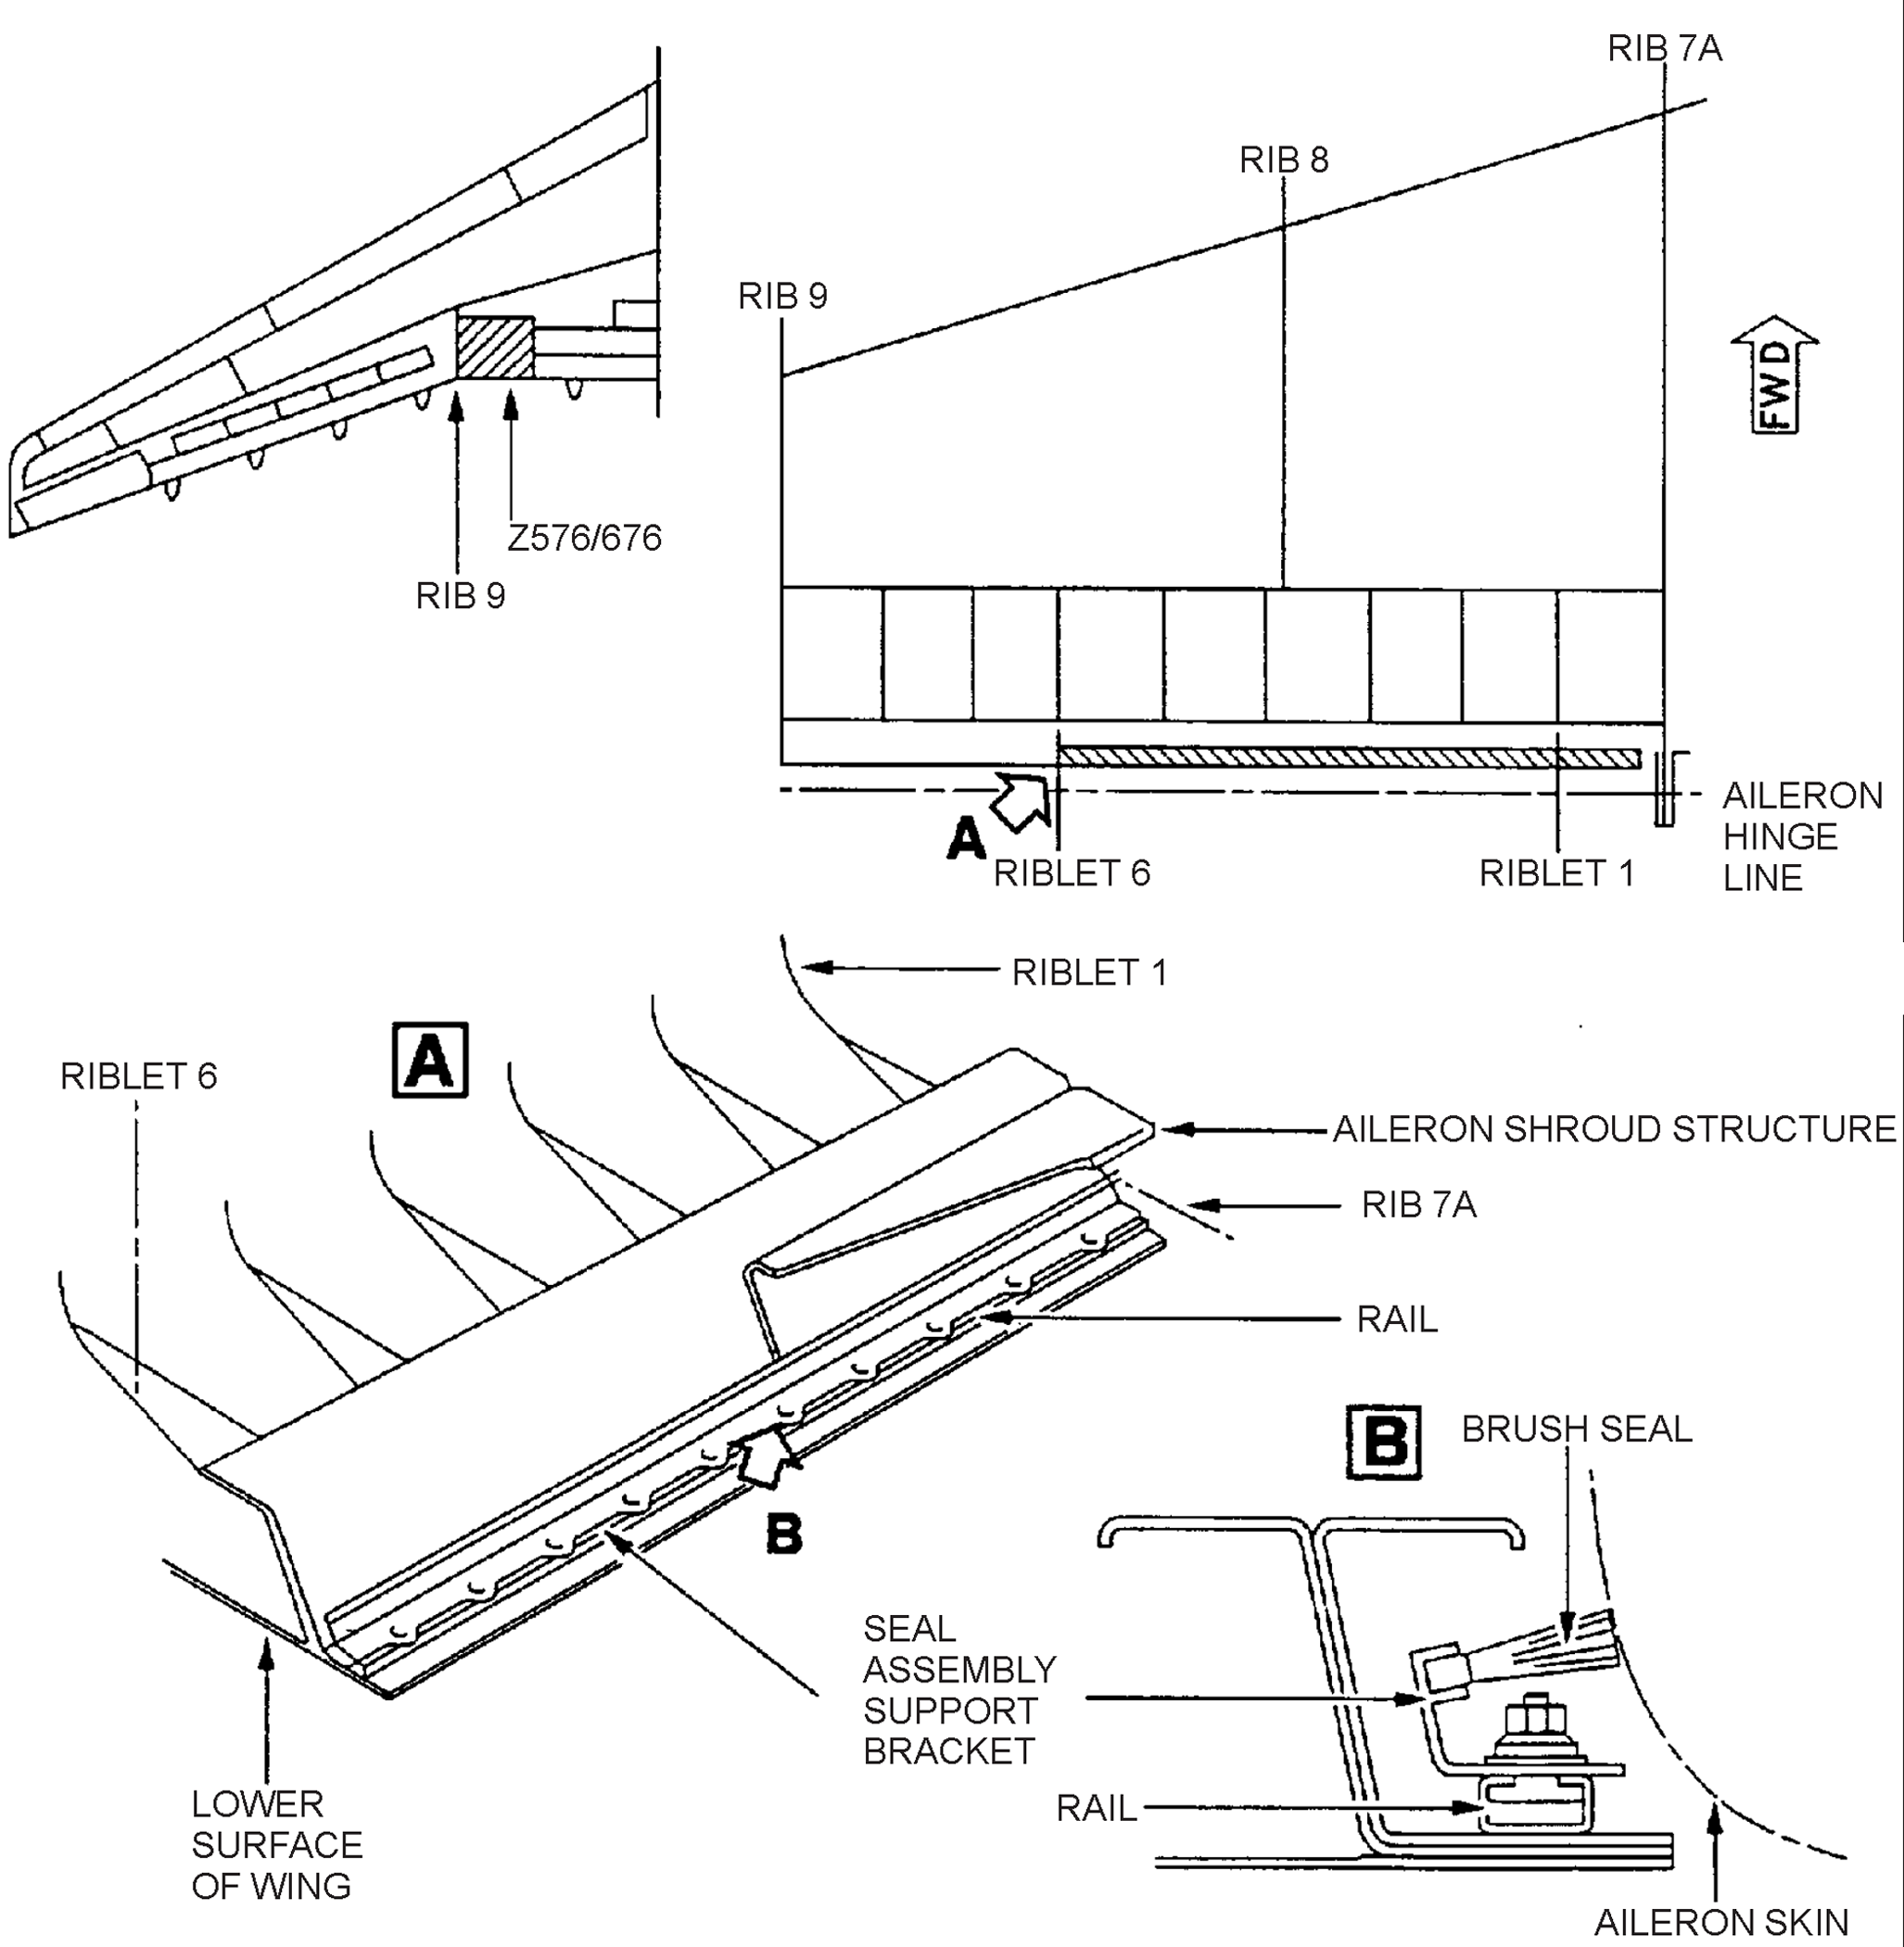 RIB 7A
RIB 8
RIB 9
FWD
Z576/676
RIB 9
A
RIBLET 6
RIBLET 1
AILERON
HINGE
LINE
RIBLET 1
A
RIBLET 6
AILERON SHROUD STRUCTURE
RIB 7A
RAIL
B
BRUSH SEAL
B
SEAL
ASSEMBLY
SUPPORT
BRACKET
LOWER
SURFACE
OF WING
RAIL
AILERON SKIN